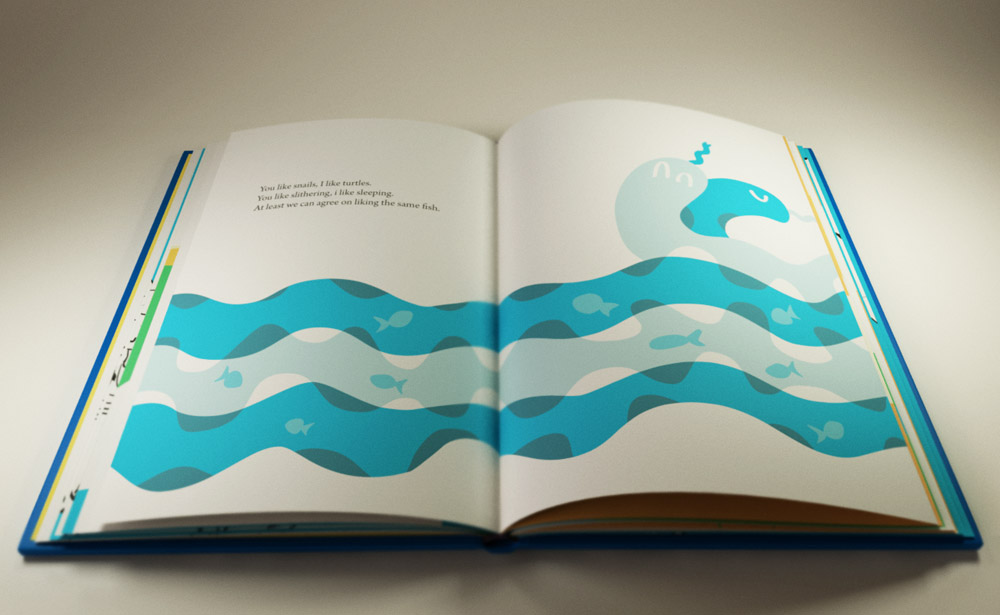 You like snails, I like turtles.
You like slithering, i like sleeping.
At least we can agree on liking the same fish.